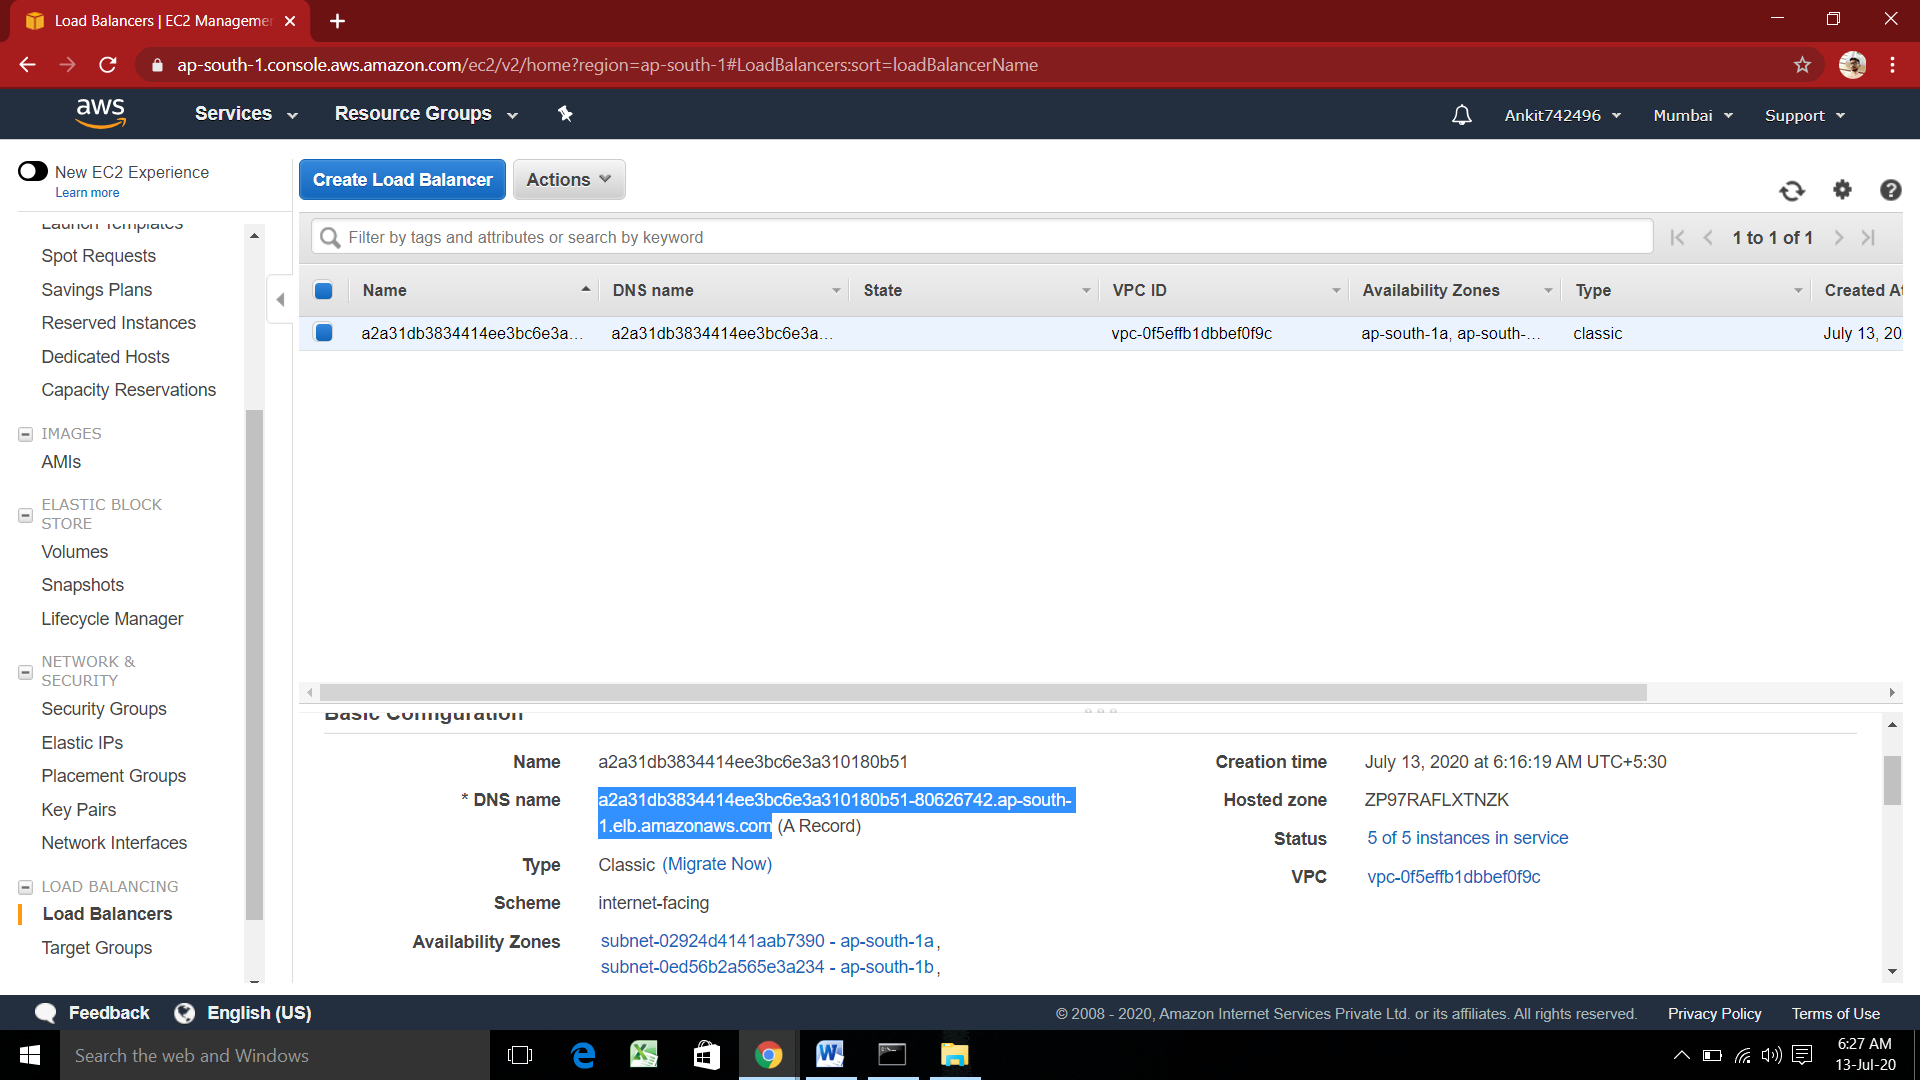 Load Balancers | EC2 Managemen
ap-south-1.console.aws.amazon.com/ec2/v2/home?region=ap-south-1#LoadBalancers:sort=loadBalancerName
aws
Services
Resource Groups
Ankit742496
Mumbai
Support
New EC2 Experience
Learn more
Launch Templates
Spot Requests
Savings Plans
Reserved Instances
Dedicated Hosts
Capacity Reservations
IMAGES
AMIs
ELASTIC BLOCK
STORE
Volumes
Snapshots
Lifecycle Manager
NETWORK &
SECURITY
Security Groups
Elastic IPs
Placement Groups
Key Pairs
Network Interfaces
LOAD BALANCING
Load Balancers
Target Groups
Create Load Balancer
Actions
Filter by tags and attributes or search by keyword
1 to 1 of 1
Name DNS name State VPC ID Availability Zones Type Created At
a2a31db3834414ee3bc6e3a... a2a31db3834414ee3bc6e3a... vpc-0f5effb1dbbef0f9c ap-south-1a, ap-south-... classic July 13, 20
Basic Configuration
Name a2a31db3834414ee3bc6e3a310180b51
* DNS name a2a31db3834414ee3bc6e3a310180b51-80626742.ap-south-
1.elb.amazonaws.com (A Record)
Type Classic (Migrate Now)
Scheme internet-facing
Availability Zones subnet-02924d4141aab7390 - ap-south-1a,
subnet-0ed56b2a565e3a234 - ap-south-1b,
Creation time July 13, 2020 at 6:16:19 AM UTC+5:30
Hosted zone ZP97RAFLXTNZK
Status 5 of 5 instances in service
VPC vpc-0f5effb1dbbef0f9c
Feedback
English (US)
© 2008 - 2020, Amazon Internet Services Private Ltd. or its affiliates. All rights reserved.
Privacy Policy
Terms of Use
Search the web and Windows
6:27 AM
13-Jul-20